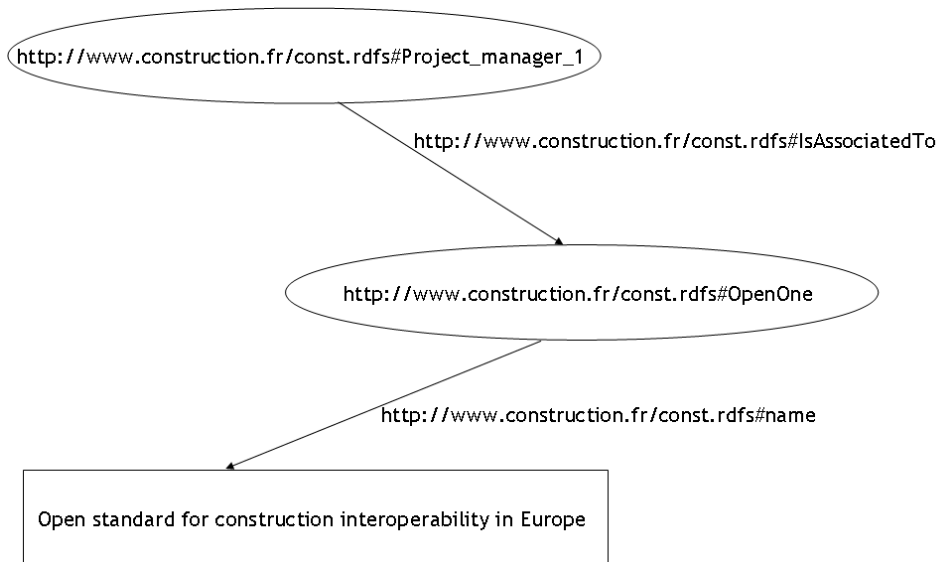 http://www.construction.fr/const.rdfs#Project_manager_1
http://www.construction.fr/const.rdfs#IsAssociatedTo
http://www.construction.fr/const.rdfs#OpenOne
http://www.construction.fr/const.rdfs#name
Open standard for construction interoperability in Europe